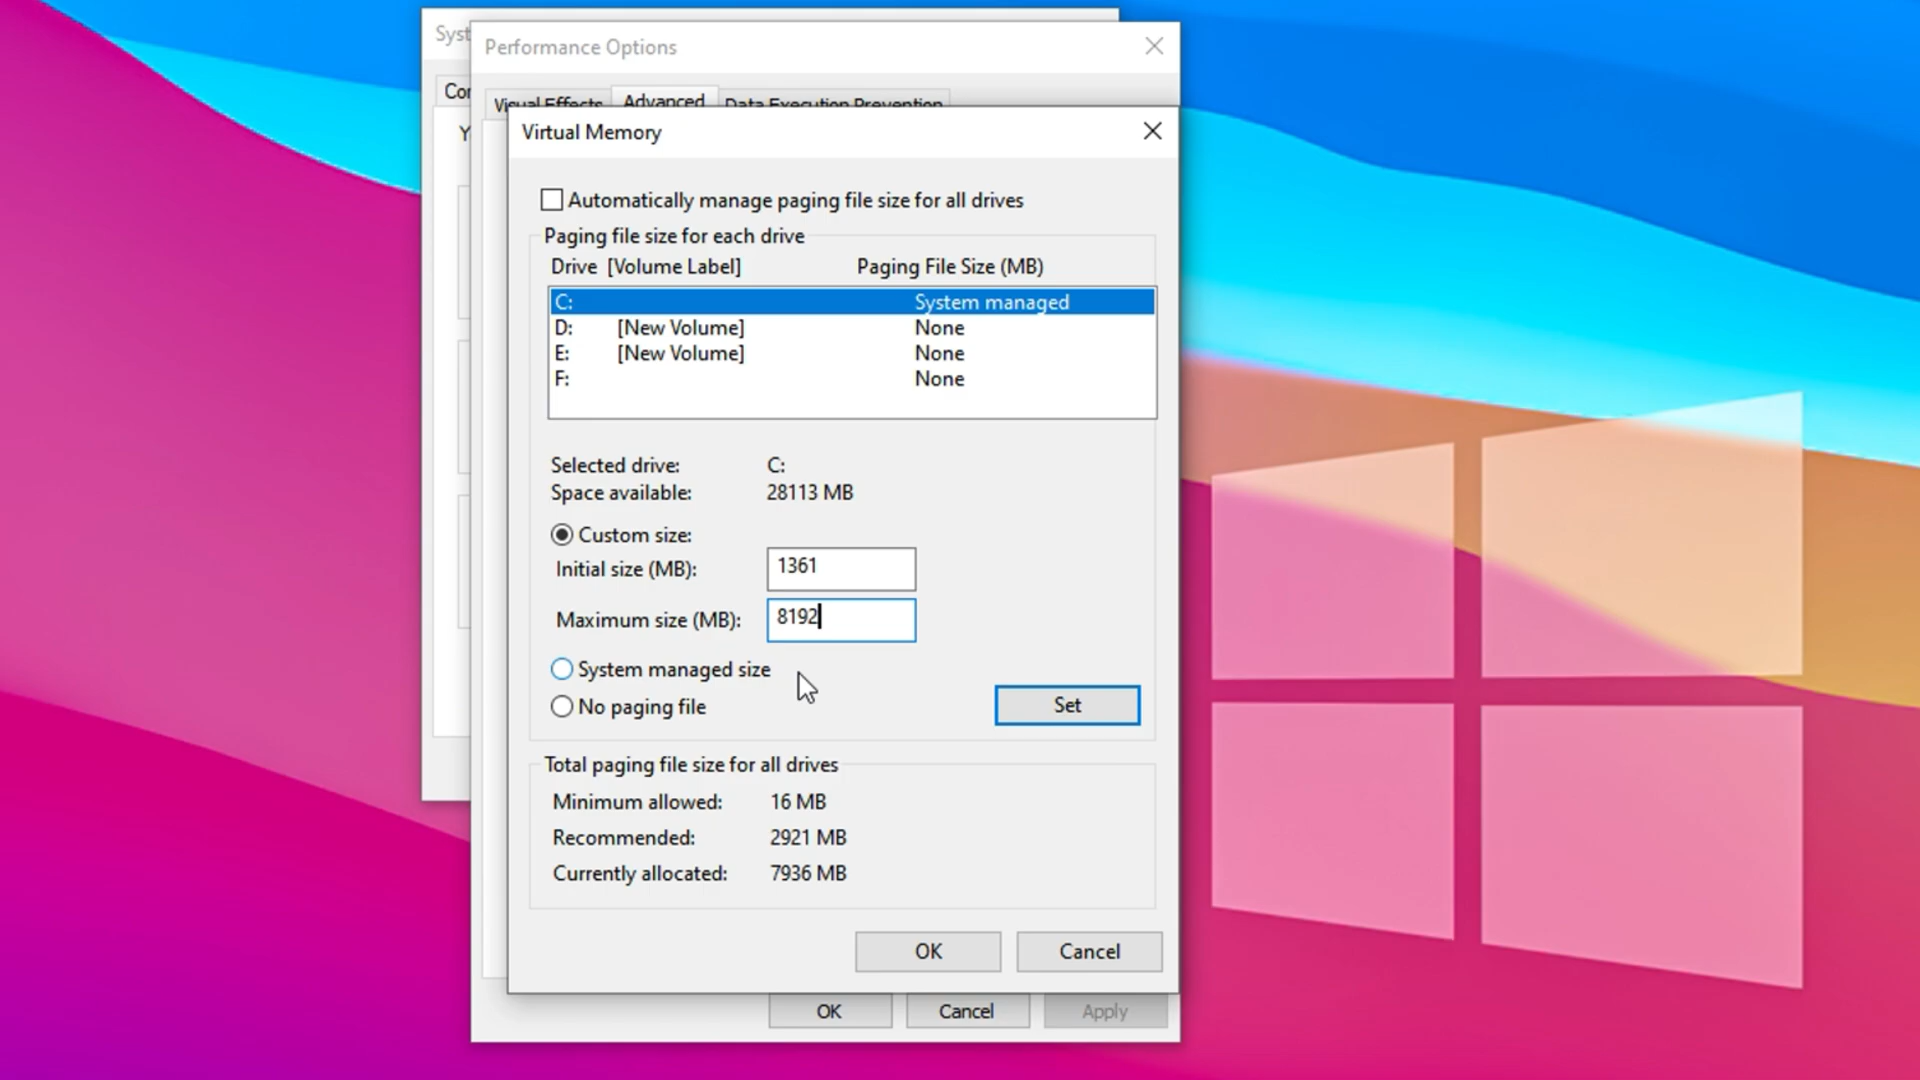 Syst
Performance Options
Cor
Visual Effects Advanced Data Execution Prevention
Y
Virtual Memory
Automatically manage paging file size for all drives
Paging file size for each drive
Drive [Volume Label] Paging File Size (MB)
C: System managed
D: [New Volume] None
E: [New Volume] None
F: None
Selected drive: C:
Space available: 28113 MB
Custom size:
Initial size (MB): 1361
Maximum size (MB): 8192
System managed size
No paging file
Set
Total paging file size for all drives
Minimum allowed: 16 MB
Recommended: 2921 MB
Currently allocated: 7936 MB
OK Cancel
OK Cancel Apply